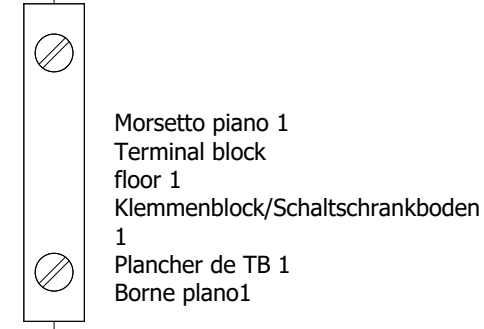 Morsetto piano 1
Terminal block
floor 1
Klemmenblock/Schaltschrankboden
1
Plancher de TB 1
Borne plano1